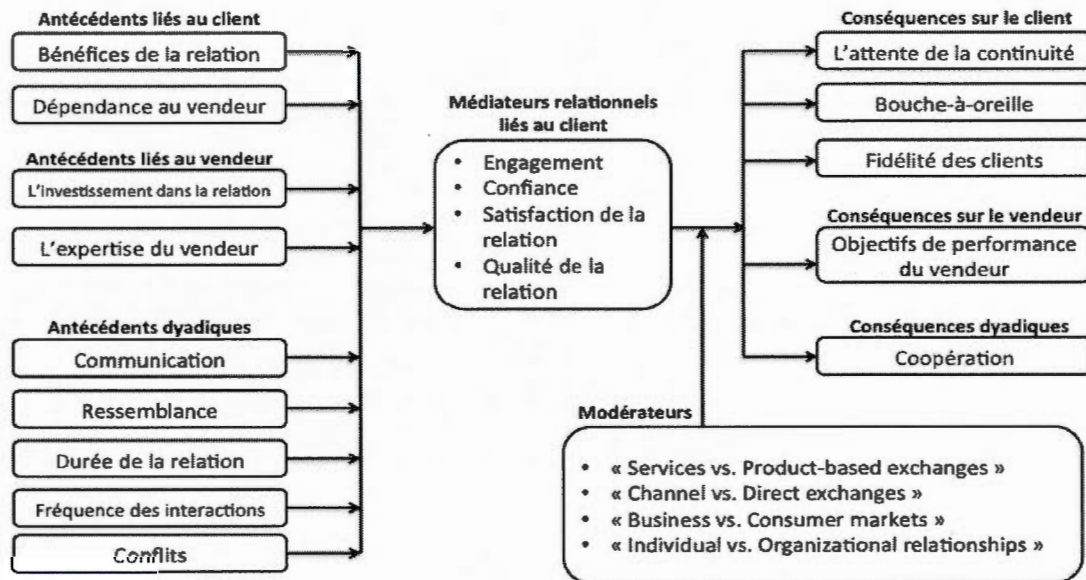 Antécédents liés au client
Bénéfices de la relation
Dépendance au vendeur
Antécédents liés au vendeur
L'investissement dans la relation
L'expertise du vendeur
Antécédents dyadiques
Communication
Ressemblance
Durée de la relation
Fréquence des interactions
Conflits
Médiateurs relationnels
liés au client
• Engagement
• Confiance
• Satisfaction de la
relation
• Qualité de la
relation
Conséquences sur le client
L'attente de la continuité
Bouche-à-oreille
Fidélité des clients
Conséquences sur le vendeur
Objectifs de performance
du vendeur
Conséquences dyadiques
Coopération
Modérateurs
• « Services vs. Product-based exchanges »
• « Channel vs. Direct exchanges »
• « Business vs. Consumer markets »
• « Individual vs. Organizational relationships »